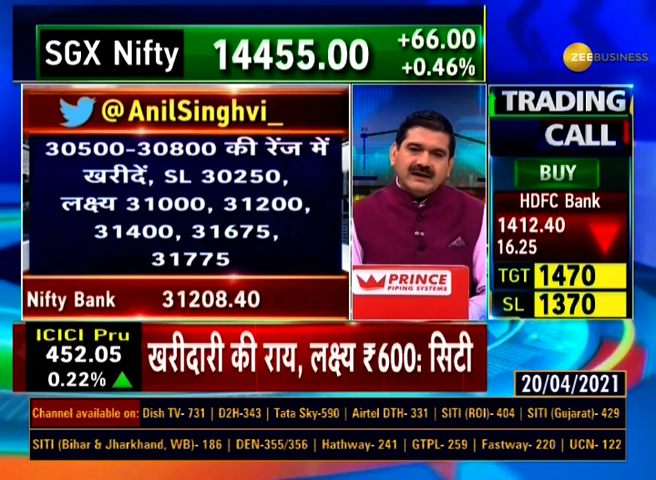 SGX Nifty 14455.00 +66.00
+0.46%
ZEE BUSINESS
@AnilSinghvi_
30500-30800 की रेंज में
खरीदें, SL 30250,
लक्ष्य 31000, 31200,
31400, 31675,
31775
Nifty Bank 31208.40
PRINCE
PIPING SYSTEMS
TRADING
CALL
BUY
HDFC Bank
1412.40
16.25
TGT 1470
SL 1370
ICICI Pru
452.05
0.22%
खरीदारी की राय, लक्ष्य ₹600: सिटी
20/04/2021
Channel available on: Dish TV- 731 | D2H-343 | Tata Sky-590 | Airtel DTH- 331 | SITI (ROI)- 404 | SITI (Gujarat)- 429
SITI (Bihar & Jharkhand, WB)- 186 | DEN-355/356 | Hathway- 241 | GTPL- 259 | Fastway- 220 | UCN- 122